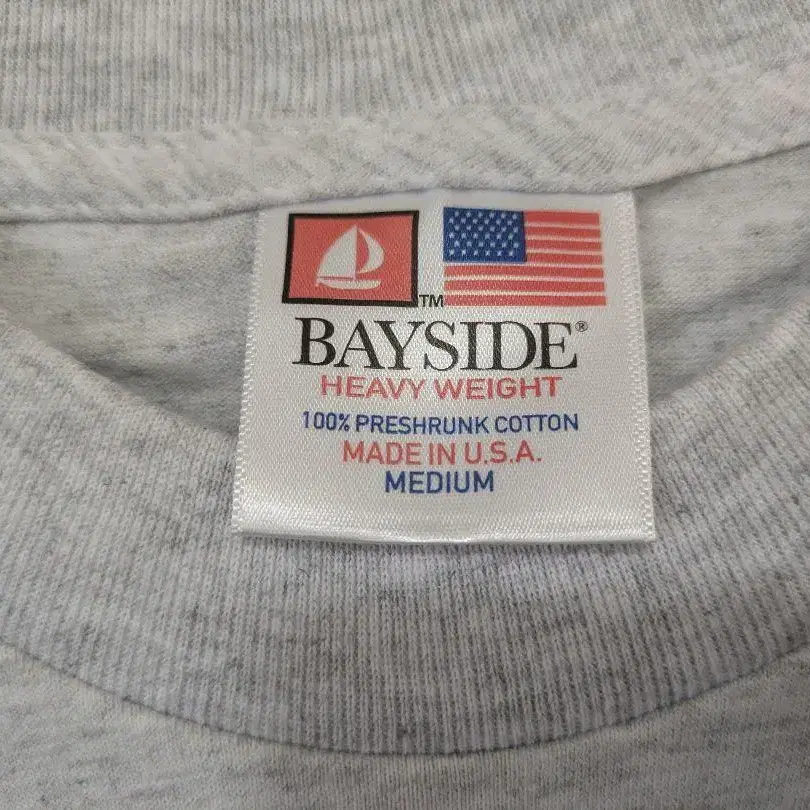 TM
BAYSIDE®
HEAVY WEIGHT
100% PRESHRUNK COTTON
MADE IN U.S.A.
MEDIUM